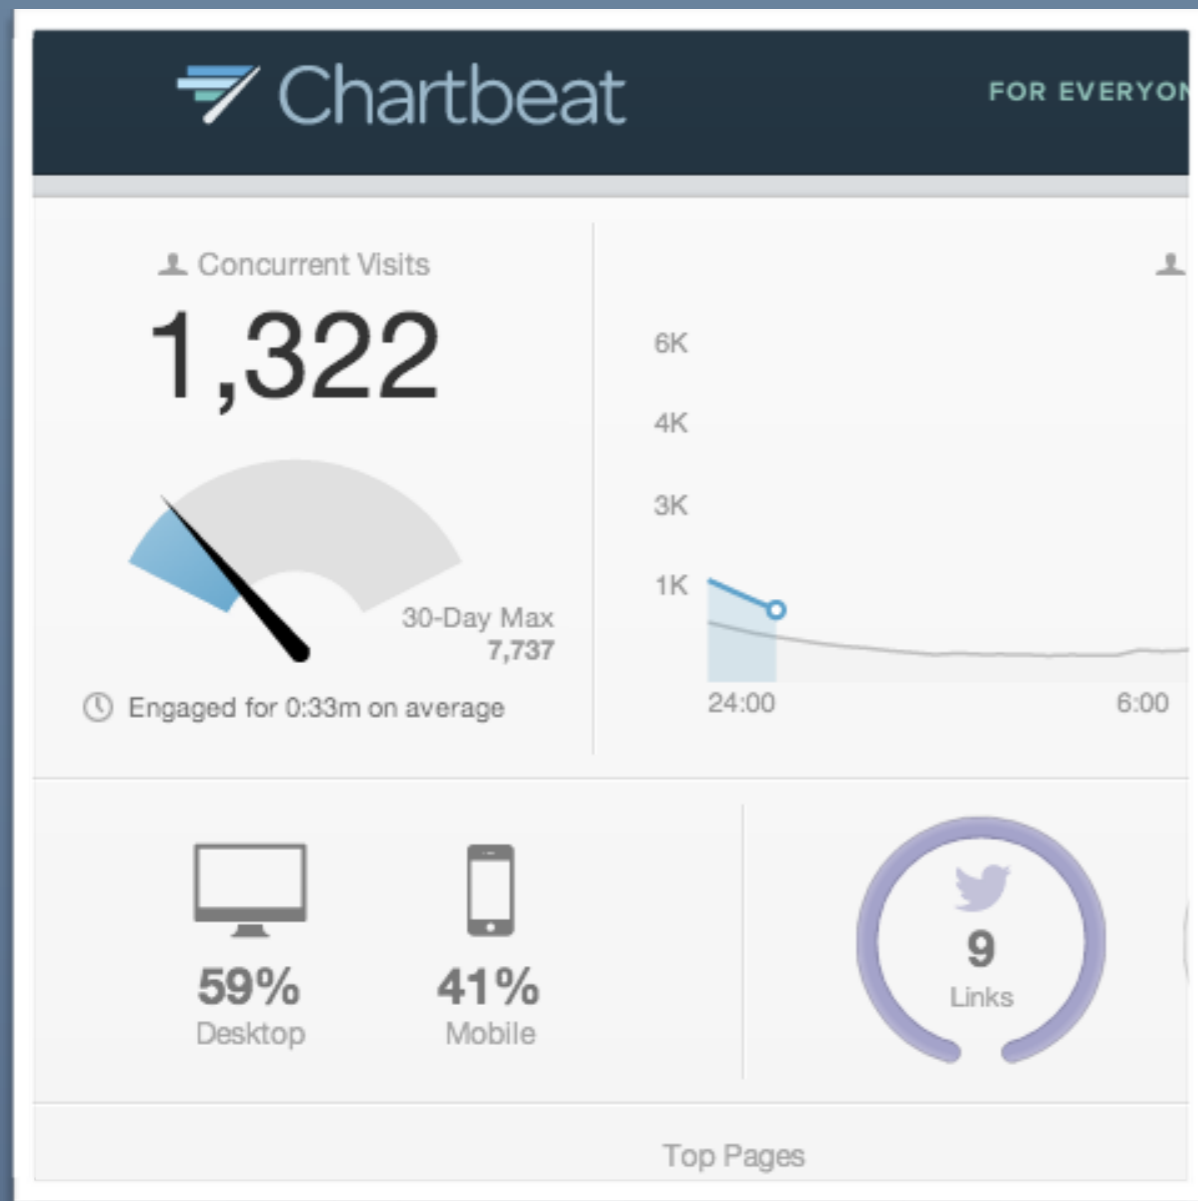 Chartbeat
FOR EVERYON
Concurrent Visits
1,322
30-Day Max
7,737
Engaged for 0:33m on average
6K
4K
3K
1K
24:00
6:00
59%
Desktop
41%
Mobile
9
Links
Top Pages